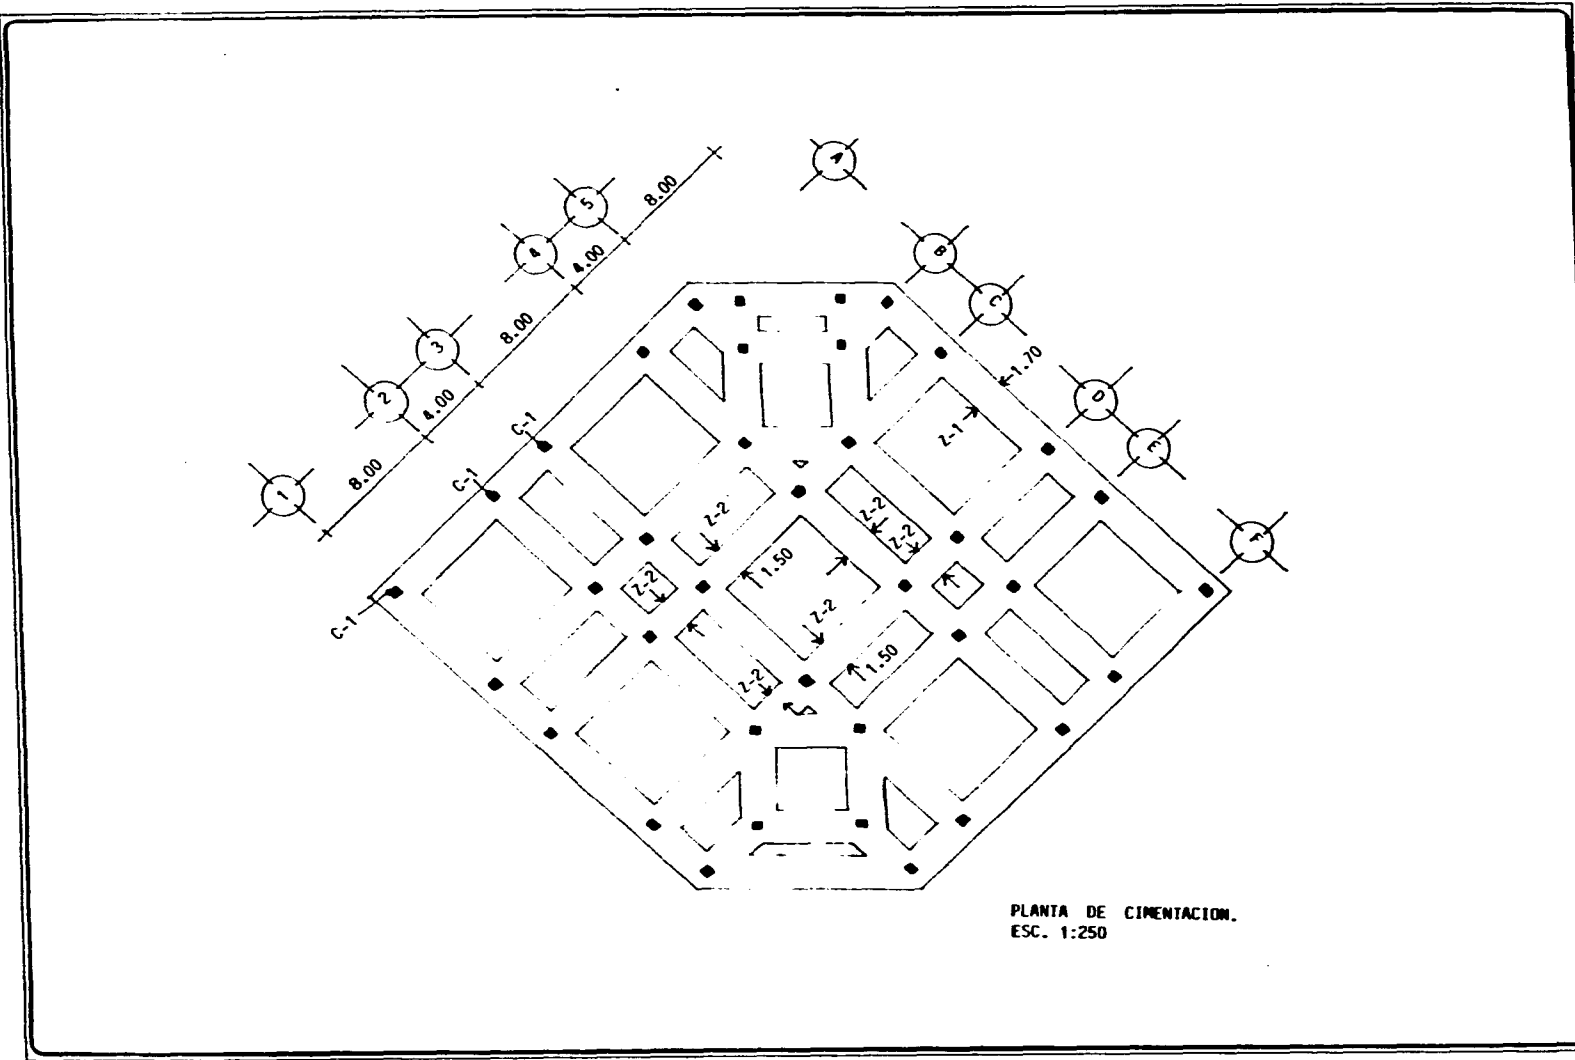 A
5
8.00
4
B
4.00
C
8.00
3
1.70
2
D
4.00
C-1
Z-1
E
8.00
C-1
1
Z-2
Z-2
Z-2
F
1.50
Z-2
Z-2
C-1
1.50
Z-2
PLANTA DE CIMENTACION.
ESC. 1:250